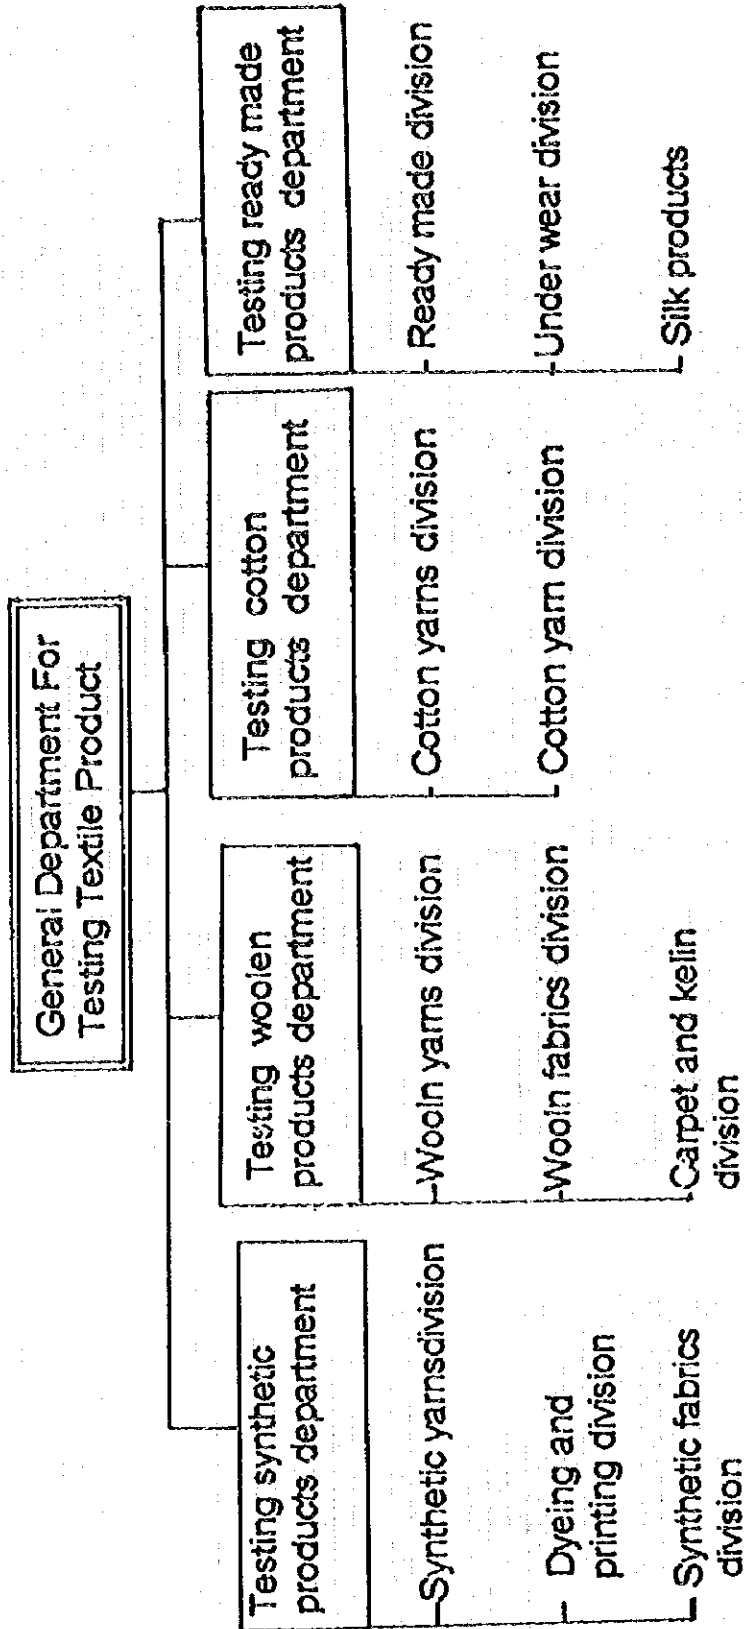 General Department For
Testing Textile Product
Testing synthetic
products department
Synthetic yarnsdivision
Dyeing and
printing division
Synthetic fabrics
division
Testing woolen
products department
Wooln yarns division
Wooln fabrics division
Carpet and kelin
division
Testing cotton
products department
Cotton yarns division
Cotton yarn division
Testing ready made
products department
Ready made division
Under wear division
Silk products